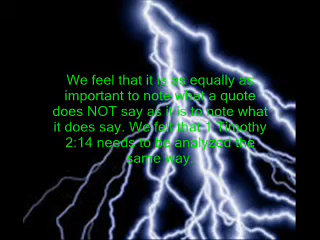 We feel that it is as equally as
important to note what a quote
does NOT say as it is to note what
it does say. We felt that 1 Timothy
2:14 needs to be analyzed the
same way.